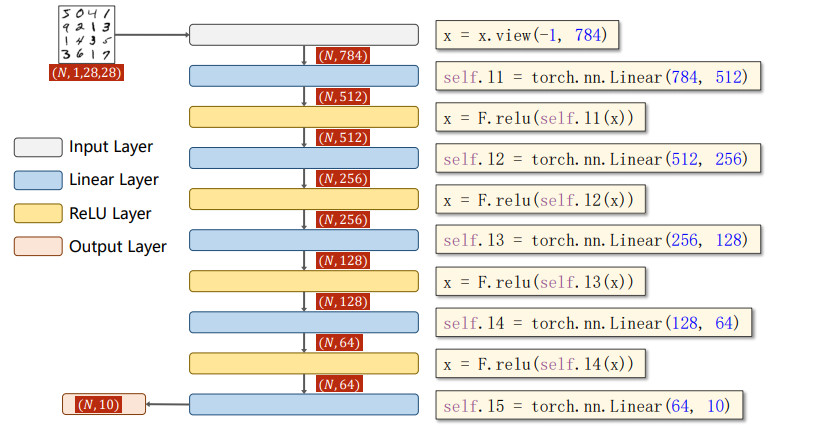 5 0 4 1
9 2 1 3
1 4 3 5
3 6 1 7
(N, 1,28,28)
x = x.view(-1, 784)
(N, 784)
self.l1 = torch.nn.Linear(784, 512)
(N, 512)
x = F.relu(self.l1(x))
(N, 512)
self.l2 = torch.nn.Linear(512, 256)
(N, 256)
x = F.relu(self.l2(x))
(N, 256)
self.l3 = torch.nn.Linear(256, 128)
(N, 128)
x = F.relu(self.l3(x))
(N, 128)
self.l4 = torch.nn.Linear(128, 64)
(N, 64)
x = F.relu(self.l4(x))
(N, 64)
self.l5 = torch.nn.Linear(64, 10)
(N, 10)
Input Layer
Linear Layer
ReLU Layer
Output Layer